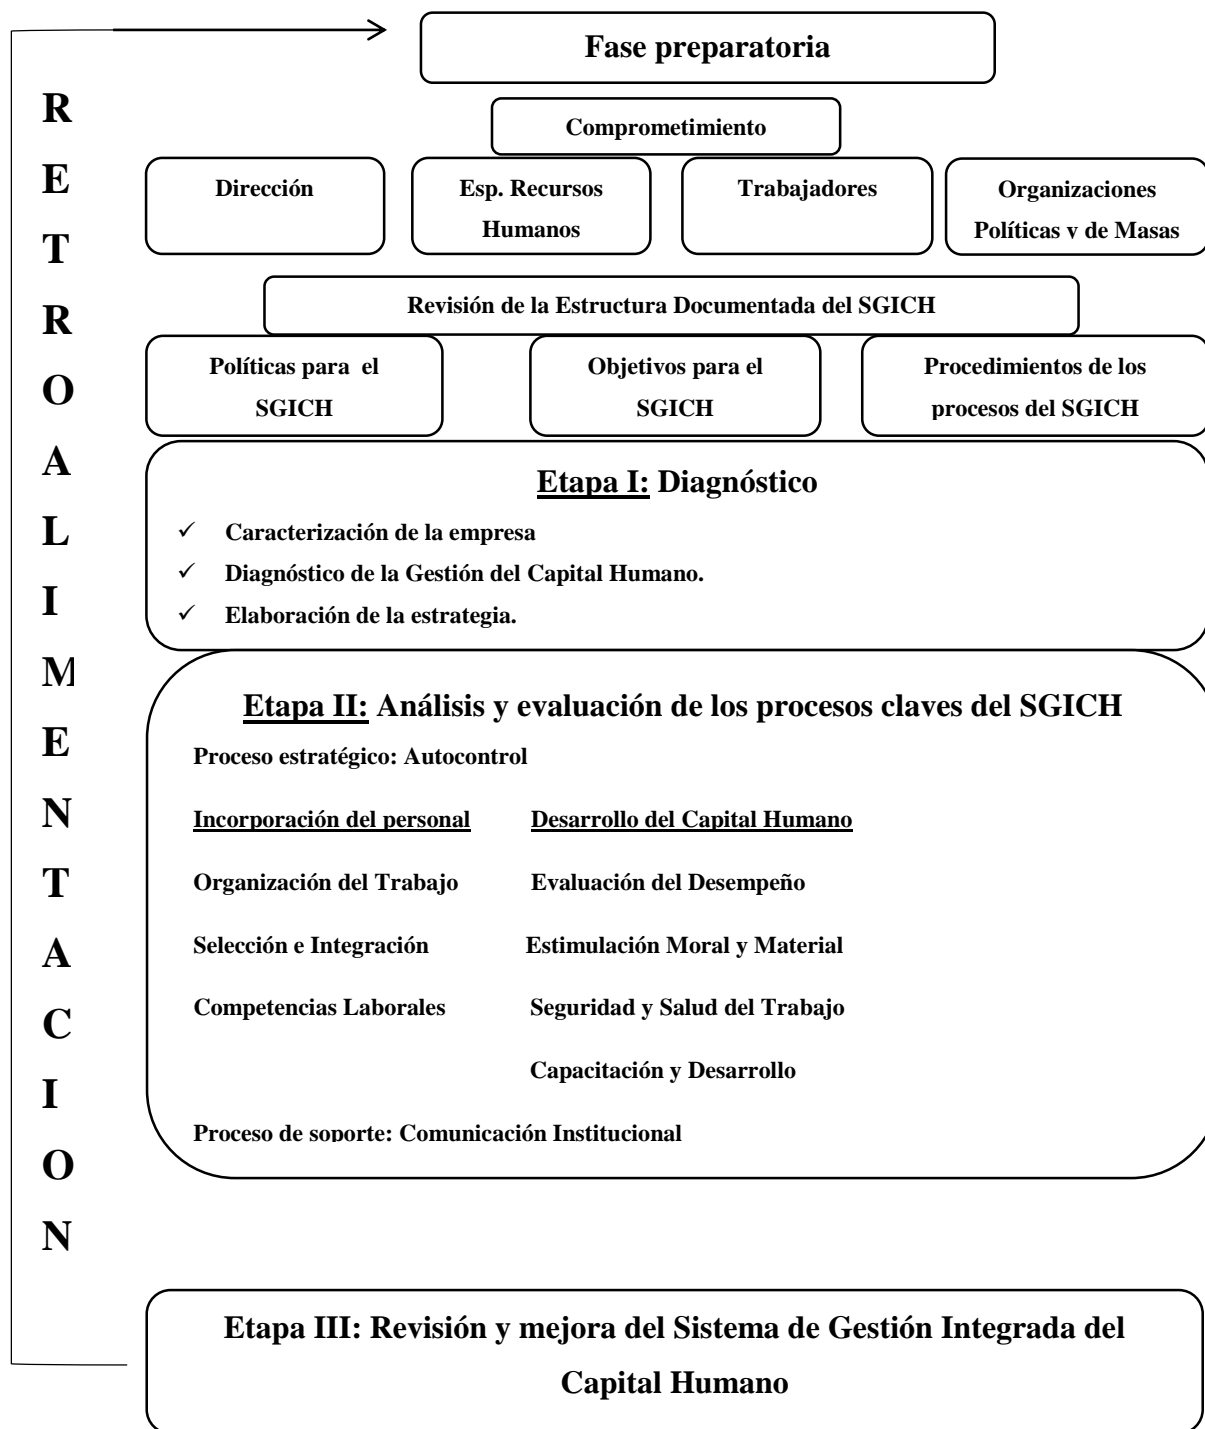 Fase preparatoria
Comprometimiento
Dirección
Esp. Recursos
Humanos
Trabajadores
Organizaciones
Políticas y de Masas
Revisión de la Estructura Documentada del SGICH
Políticas para el
SGICH
Objetivos para el
SGICH
Procedimientos de los
procesos del SGICH
Etapa I: Diagnóstico
✓ Caracterización de la empresa
✓ Diagnóstico de la Gestión del Capital Humano.
✓ Elaboración de la estrategia.
Etapa II: Análisis y evaluación de los procesos claves del SGICH
Proceso estratégico: Autocontrol
Incorporación del personal
Organización del Trabajo
Selección e Integración
Competencias Laborales
Desarrollo del Capital Humano
Evaluación del Desempeño
Estimulación Moral y Material
Seguridad y Salud del Trabajo
Capacitación y Desarrollo
Proceso de soporte: Comunicación Institucional
Etapa III: Revisión y mejora del Sistema de Gestión Integrada del
Capital Humano
R
E
T
R
O
A
L
I
M
E
N
T
A
C
I
O
N